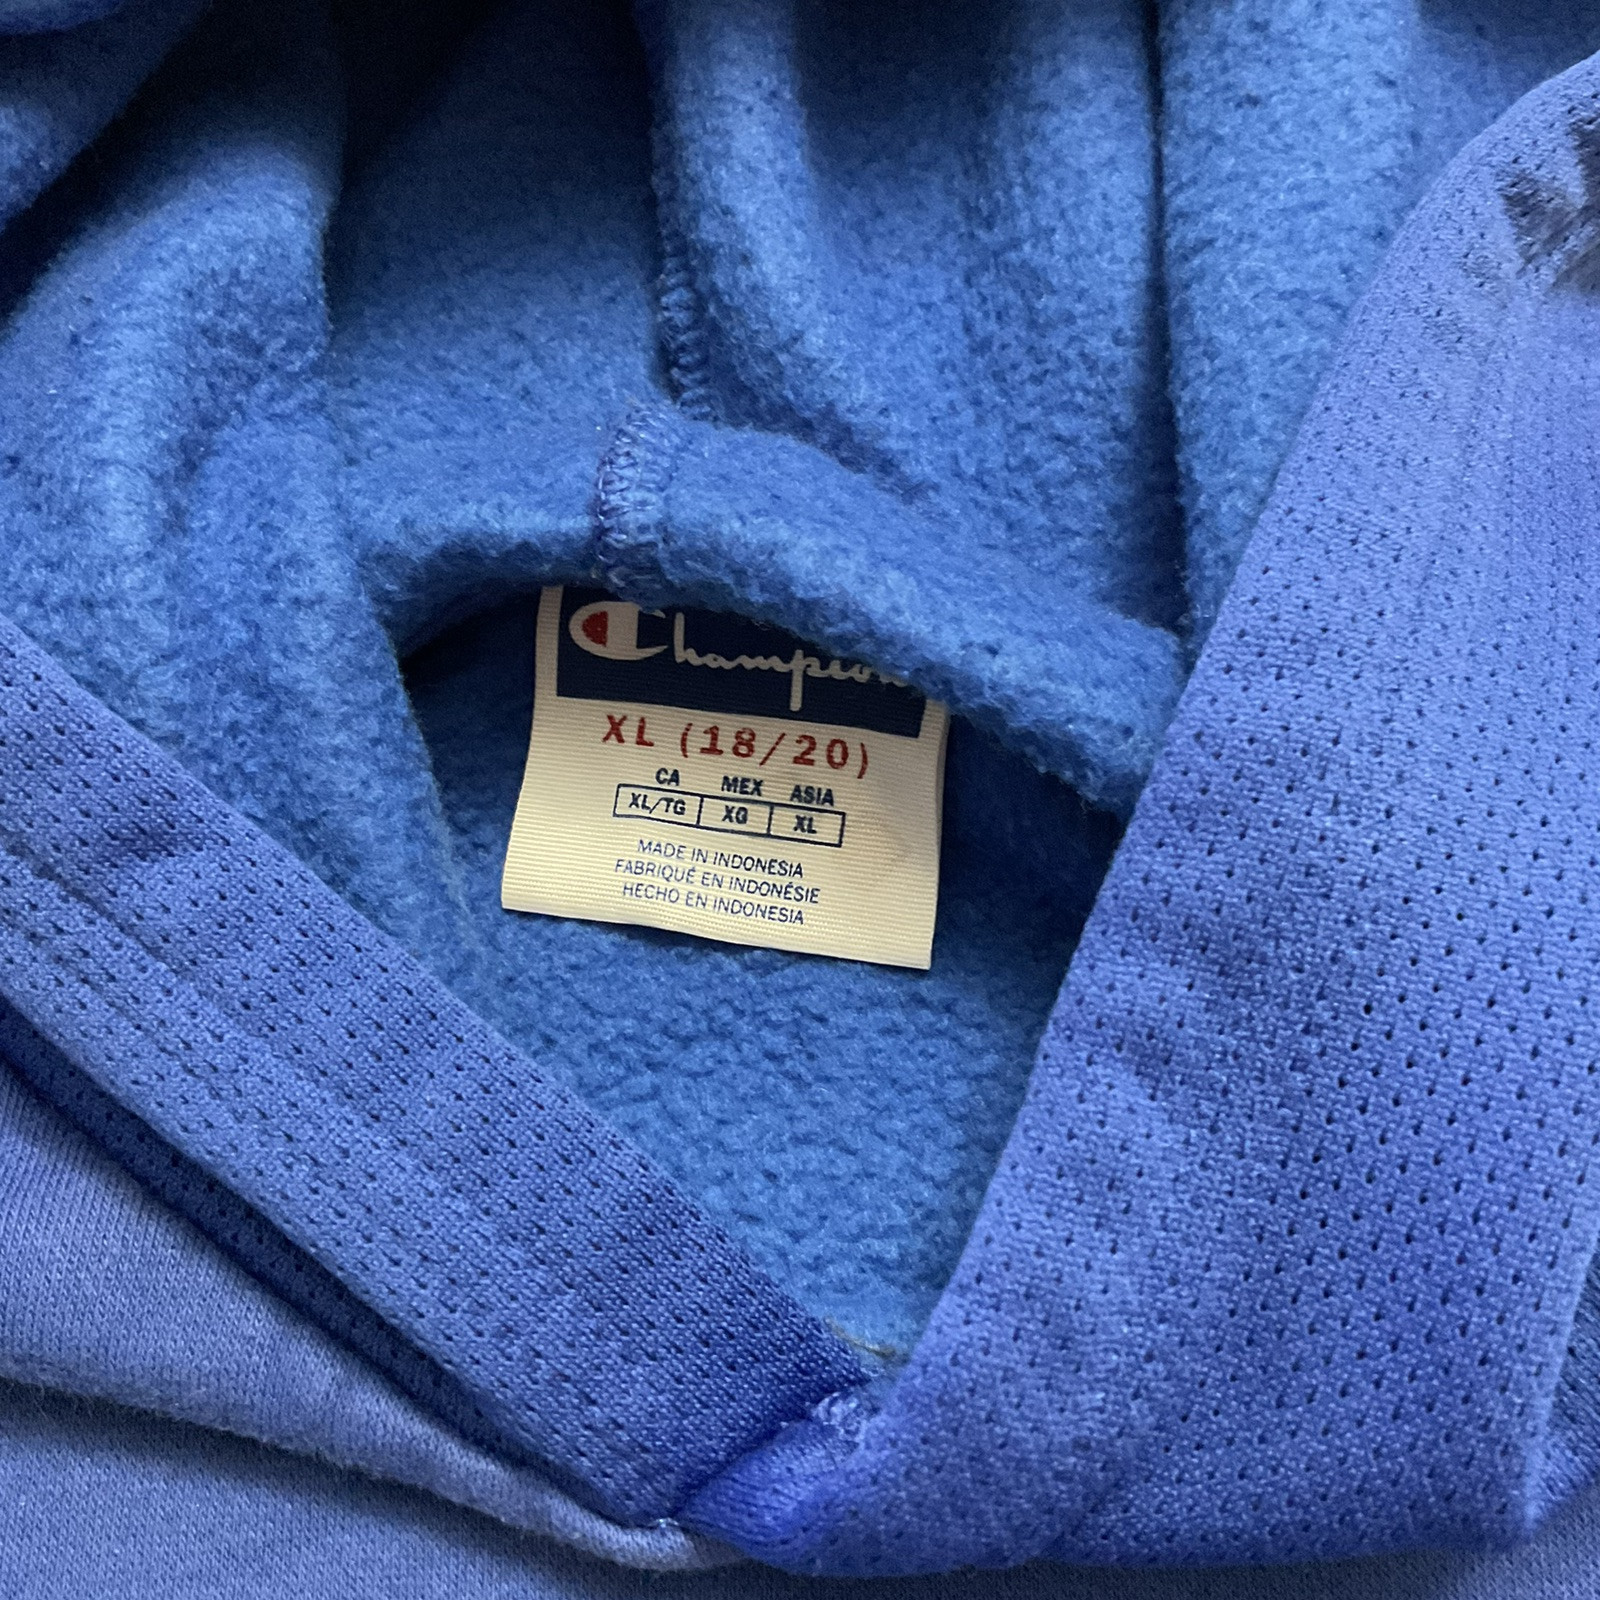 Champion
XL (18/20)
CA MEX ASIA
XL/TG XG XL
MADE IN INDONESIA
FABRIQUÉ EN INDONÉSIE
HECHO EN INDONESIA